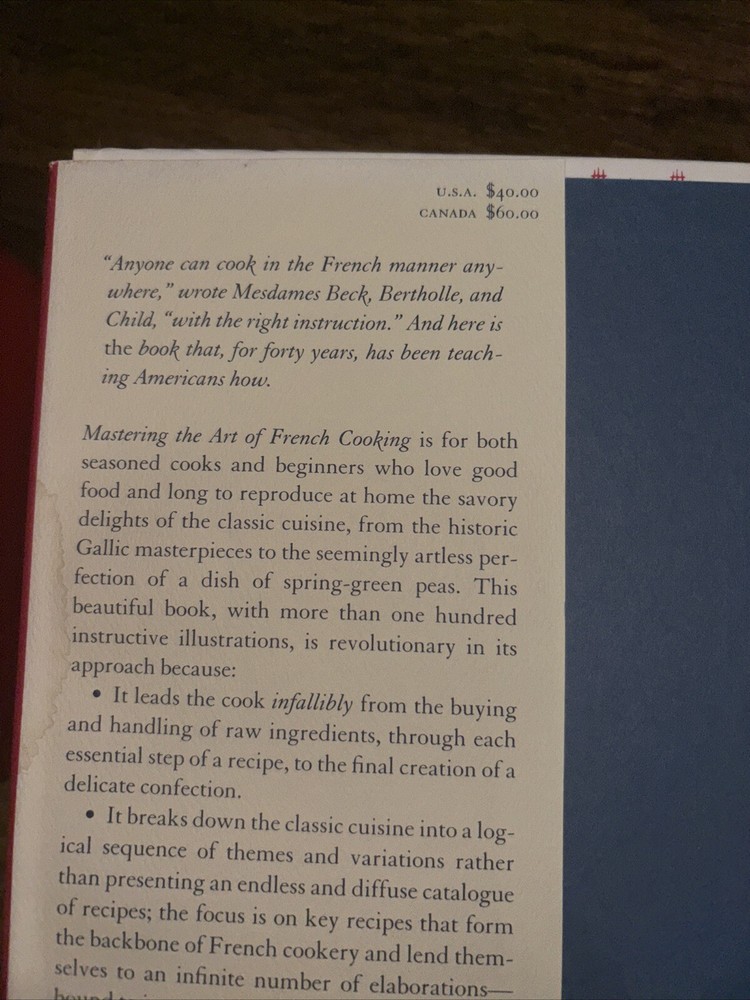 U.S.A. $40.00
CANADA $60.00
“Anyone can cook in the French manner any-
where,” wrote Mesdames Beck, Bertholle, and
Child, “with the right instruction.” And here is
the book that, for forty years, has been teach-
ing Americans how.
Mastering the Art of French Cooking is for both
seasoned cooks and beginners who love good
food and long to reproduce at home the savory
delights of the classic cuisine, from the historic
Gallic masterpieces to the seemingly artless per-
fection of a dish of spring-green peas. This
beautiful book, with more than one hundred
instructive illustrations, is revolutionary in its
approach because:
• It leads the cook infallibly from the buying
and handling of raw ingredients, through each
essential step of a recipe, to the final creation of a
delicate confection.
• It breaks down the classic cuisine into a log-
ical sequence of themes and variations rather
than presenting an endless and diffuse catalogue
of recipes; the focus is on key recipes that form
the backbone of French cookery and lend them-
selves to an infinite number of elaborations—